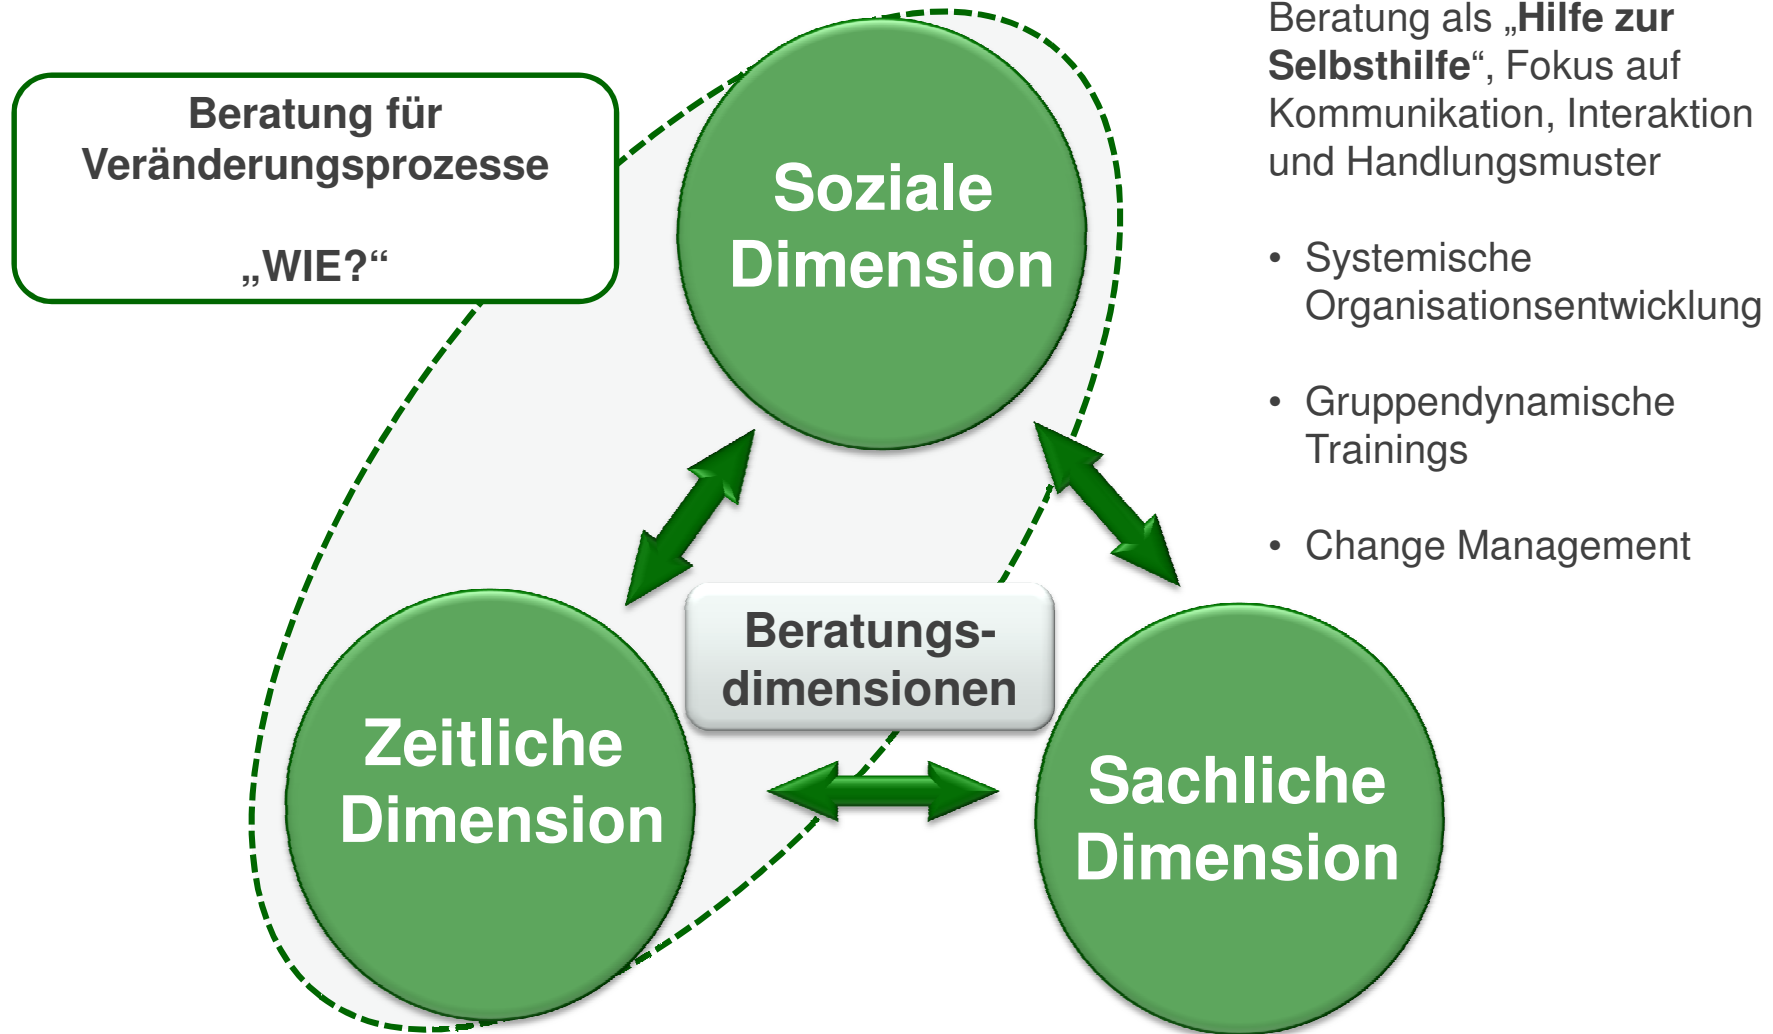 Beratung für
Veränderungsprozesse
„WIE?“
Soziale
Dimension
Beratung als „Hilfe zur
Selbsthilfe“, Fokus auf
Kommunikation, Interaktion
und Handlungsmuster
• Systemische
Organisationsentwicklung
• Gruppendynamische
Trainings
• Change Management
Beratungs-
dimensionen
Zeitliche
Dimension
Sachliche
Dimension